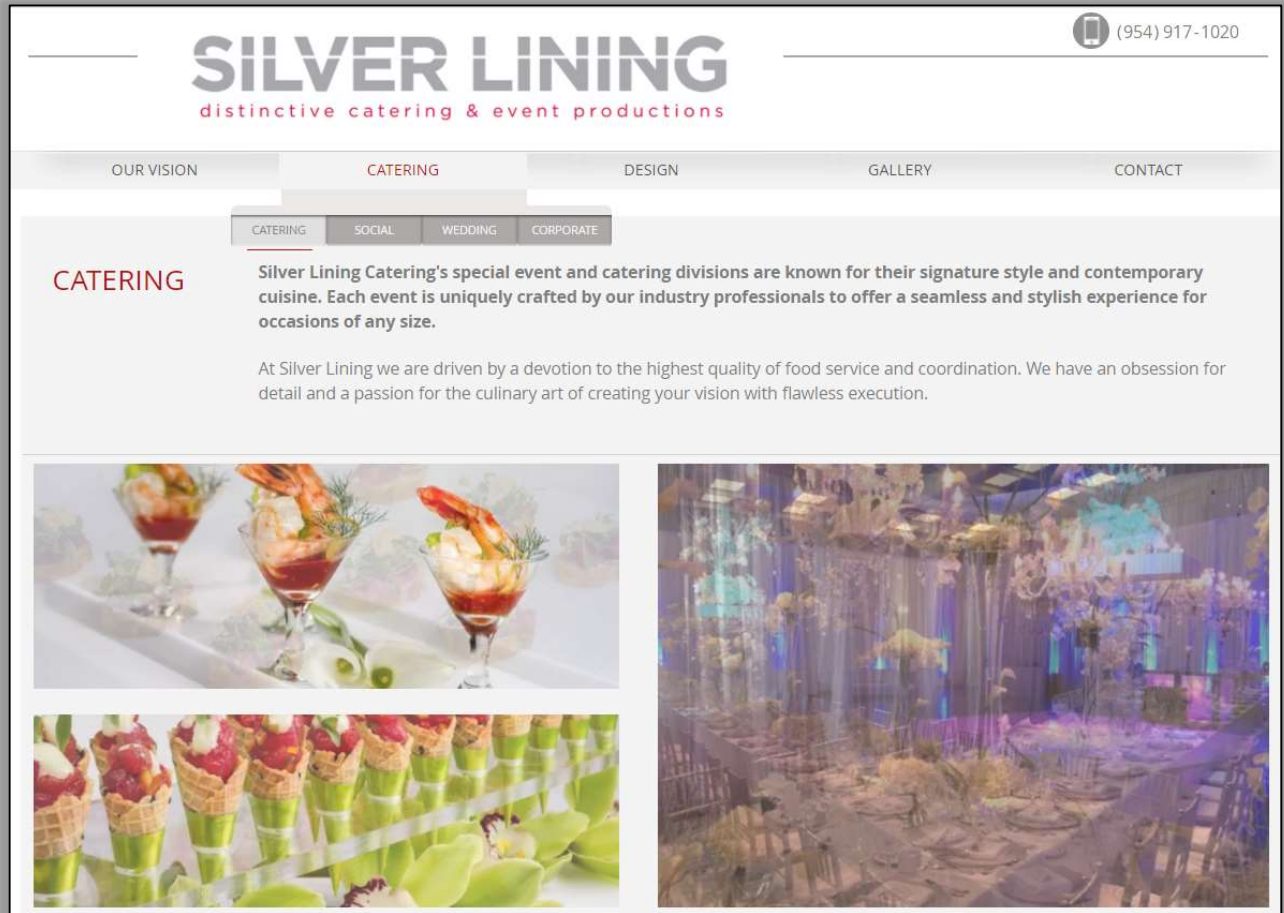 (954) 917-1020
SILVER LINING
distinctive catering & event productions
OUR VISION CATERING DESIGN GALLERY CONTACT
CATERING SOCIAL WEDDING CORPORATE
CATERING
Silver Lining Catering's special event and catering divisions are known for their signature style and contemporary
cuisine. Each event is uniquely crafted by our industry professionals to offer a seamless and stylish experience for
occasions of any size.
At Silver Lining we are driven by a devotion to the highest quality of food service and coordination. We have an obsession for
detail and a passion for the culinary art of creating your vision with flawless execution.